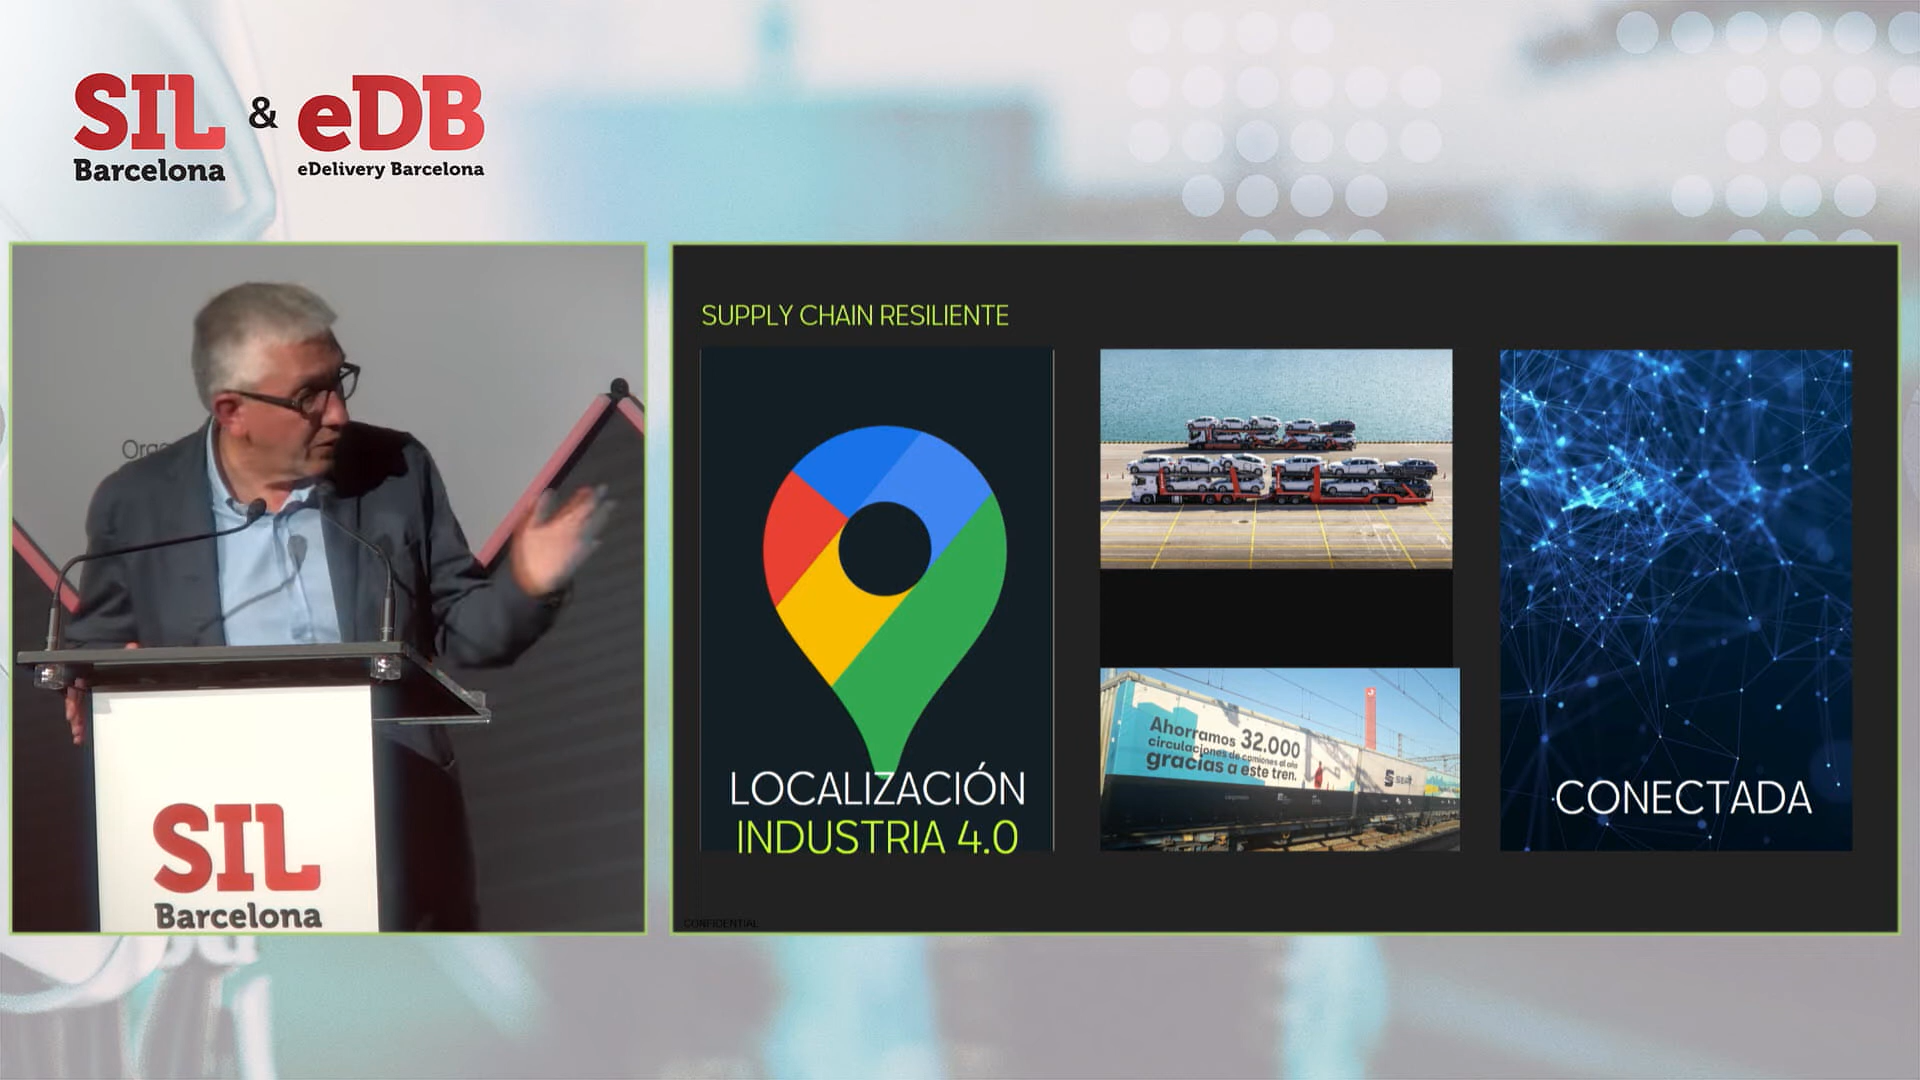 SIL
Barcelona
&
eDB
eDelivery Barcelona
SIL
Barcelona
SUPPLY CHAIN RESILIENTE
LOCALIZACIÓN
INDUSTRIA 4.0
Ahorramos 32.000
circulaciones de camiones al año
gracias a este tren.
seat
CONECTADA
CONFIDENTIAL